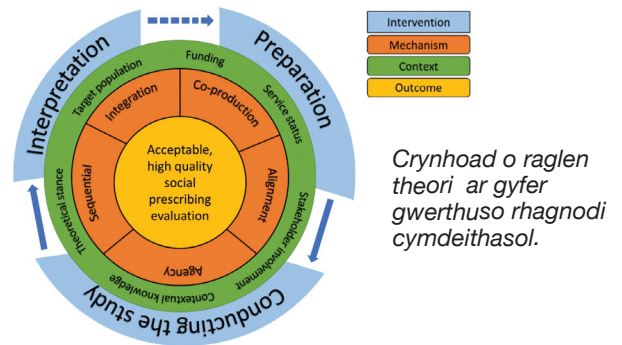 Interpretation
Preparation
Conducting the study
Funding
Service status
Stakeholder involvement
Contextual knowledge
Theoretical stance
Target population
Integration
Co-production
Alignment
Agency
Sequential
Acceptable,
high quality
social
prescribing
evaluation
Intervention
Mechanism
Context
Outcome
Crynhoad o raglen
theori ar gyfer
gwerthuso rhagnodi
cymdeithasol.